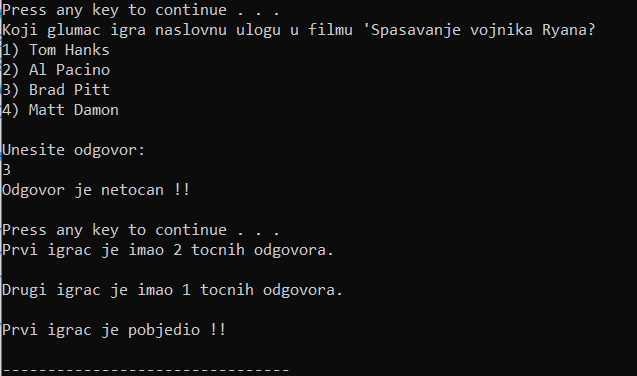 Press any key to continue . . .
Koji glumac igra naslovnu ulogu u filmu 'Spasavanje vojnika Ryana?
1) Tom Hanks
2) Al Pacino
3) Brad Pitt
4) Matt Damon
Unesite odgovor:
3
Odgovor je netocan !!
Press any key to continue . . .
Prvi igrac je imao 2 tocnih odgovora.
Drugi igrac je imao 1 tocnih odgovora.
Prvi igrac je pobjedio !!
--------------------------------